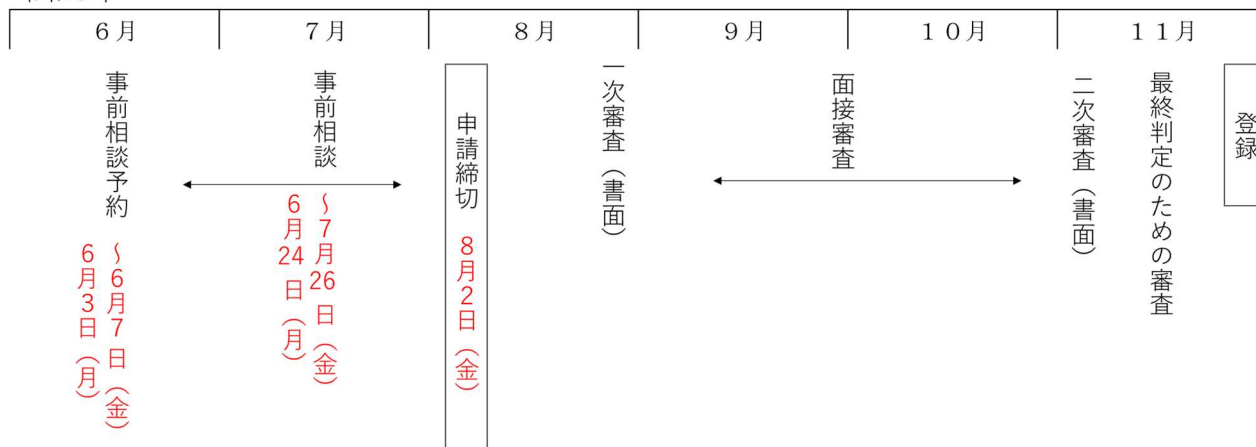 ６月
７月
８月
９月
１０月
１１月
事前相談予約
６月３日（月）
～６月７日（金）
事前相談
６月24日（月）
～７月26日（金）
申請締切　８月２日（金）
一次審査（書面）
面接審査
二次審査（書面）
最終判定のための審査
登録